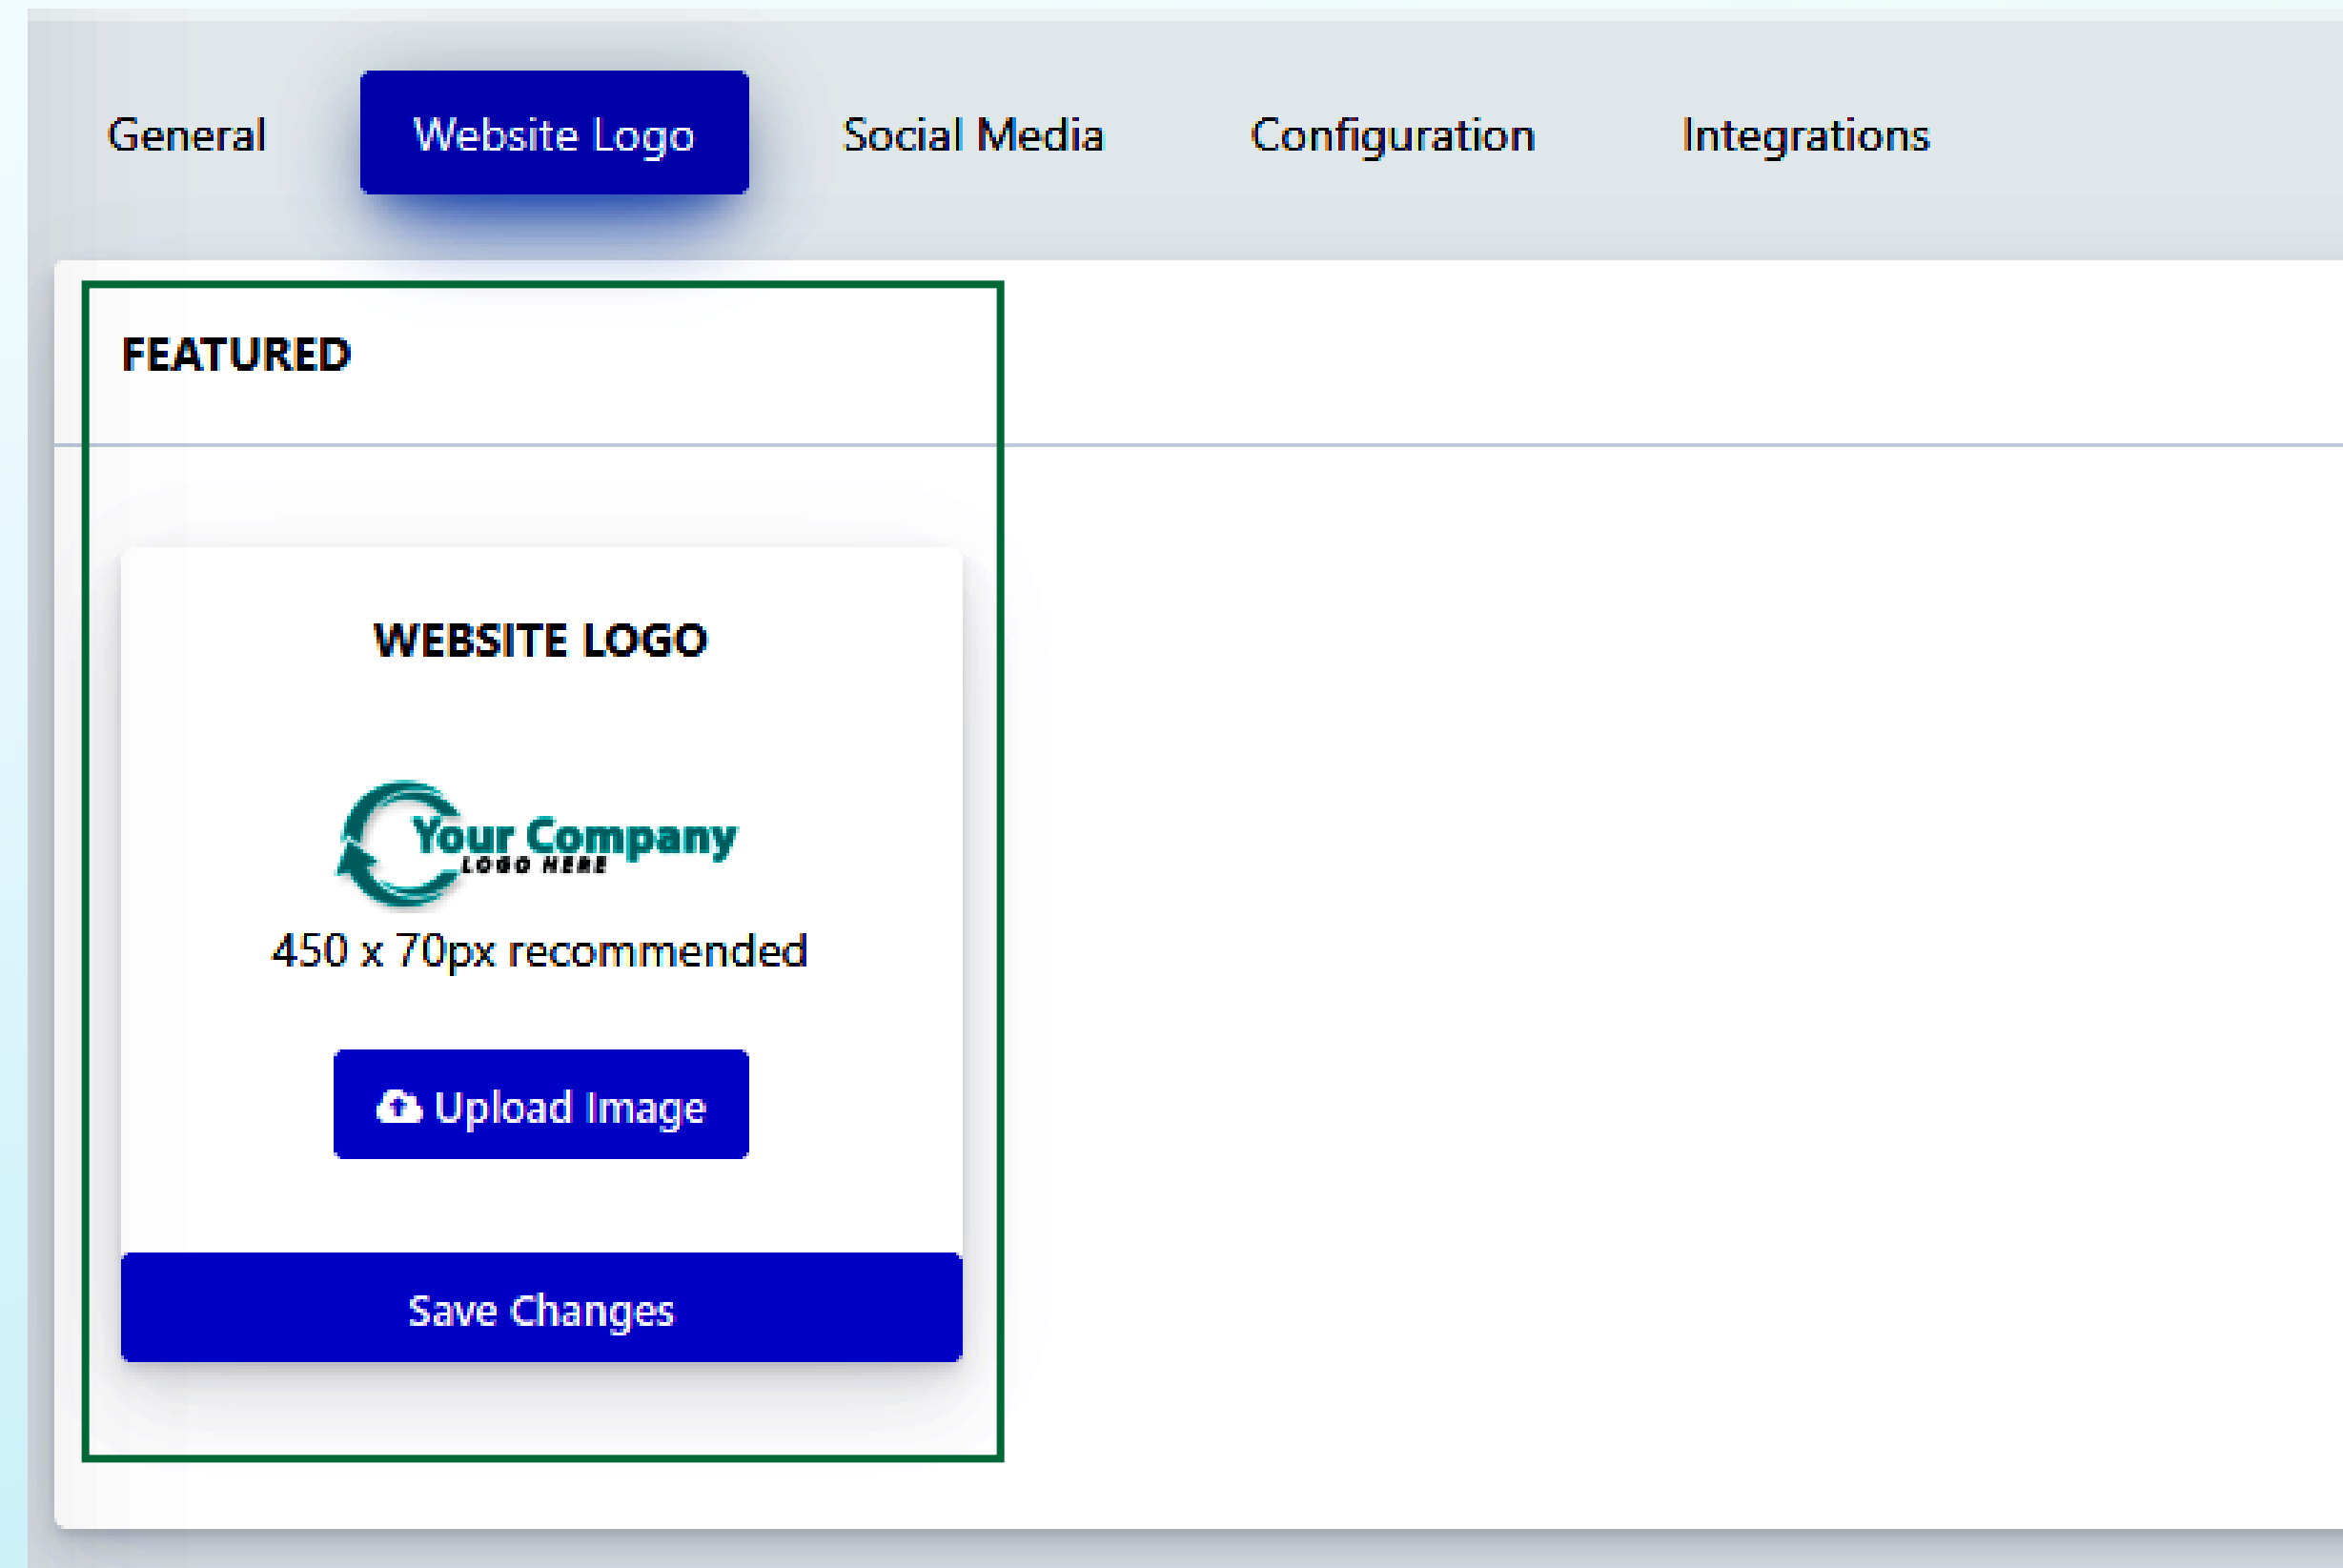 General Website Logo Social Media Configuration Integrations
FEATURED
WEBSITE LOGO
Your Company
LOGO HERE
450 x 70px recommended
Upload Image
Save Changes